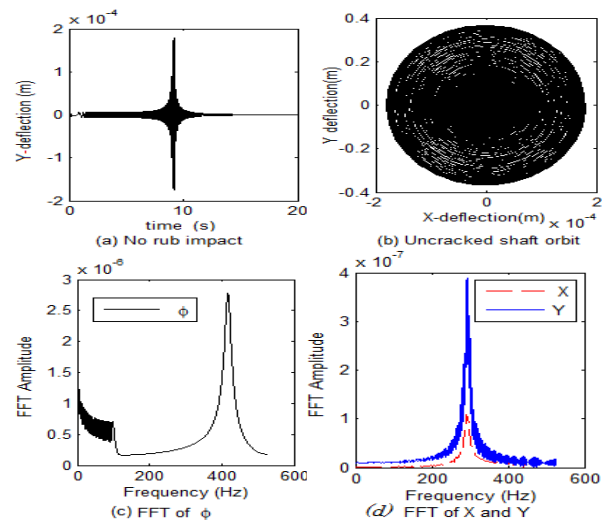 x 10⁻⁴
2
1
0
-1
-2
Y-deflection (m)
0
10
20
time (s)
(a) No rub impact
0.4
0.2
0
-0.2
-0.4
Y deflection(m)
-2
0
2
X-deflection(m) x 10⁻⁴
(b) Uncracked shaft orbit
x 10⁻⁶
3
2.5
2
1.5
1
0.5
0
FFT Amplitude
ϕ
0
200
400
600
Frequency (Hz)
(c) FFT of ϕ
x 10⁻⁷
4
3
2
1
0
FFT Amplitude
X
Y
0
200
400
600
Frequency (Hz)
(d) FFT of X and Y